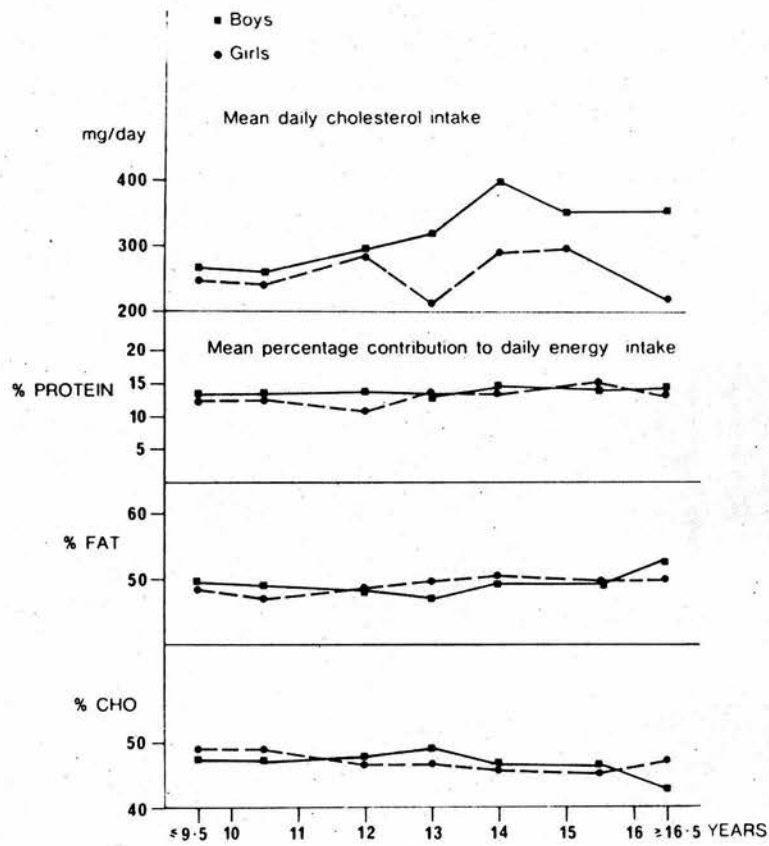 Boys
Girls
Mean daily cholesterol intake
mg/day
400
300
200
Mean percentage contribution to daily energy intake
20
% PROTEIN 15
10
5
60
% FAT
50
% CHO
50
40
≤9·5 10 11 12 13 14 15 16 ≥16·5 YEARS